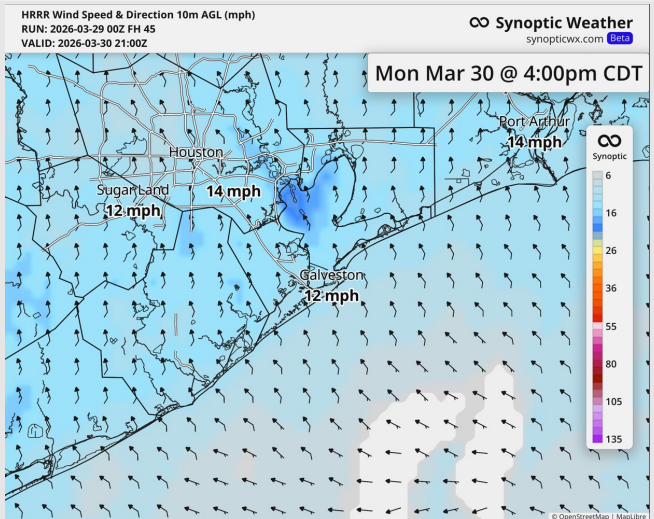 HRRR Wind Speed & Direction 10m AGL (mph)
RUN: 2026-03-29 00Z FH 45
VALID: 2026-03-30 21:00Z
Synoptic Weather
synopticwx.com Beta
Mon Mar 30 @ 4:00pm CDT
Port Arthur
14 mph
Houston
14 mph
Sugar Land
12 mph
Galveston
12 mph
Synoptic
6
16
26
36
55
80
105
135
© OpenStreetMap | MapLibre